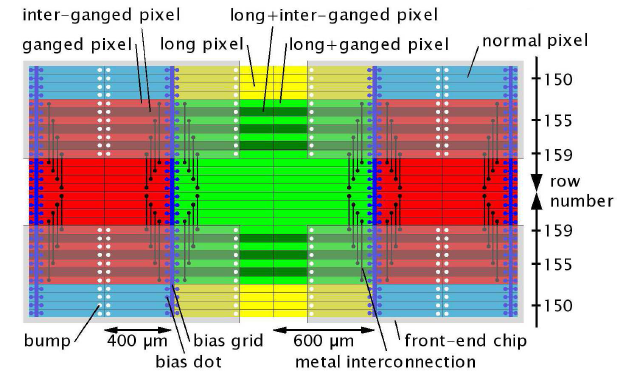 inter-ganged pixel
long+inter-ganged pixel
ganged pixel
long pixel
long+ganged pixel
normal pixel
150
155
159
row
number
159
155
150
bump
400 µm
bias grid
600 µm
front-end chip
bias dot
metal interconnection